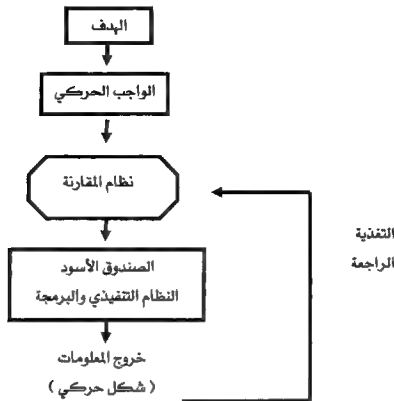 الهدف
الواجب الحركي
نظام المقارنة
التغذية
الراجعة
الصندوق الأسود
النظام التنفيذي والبرمجة
خروج المعلومات
( شكل حركي )